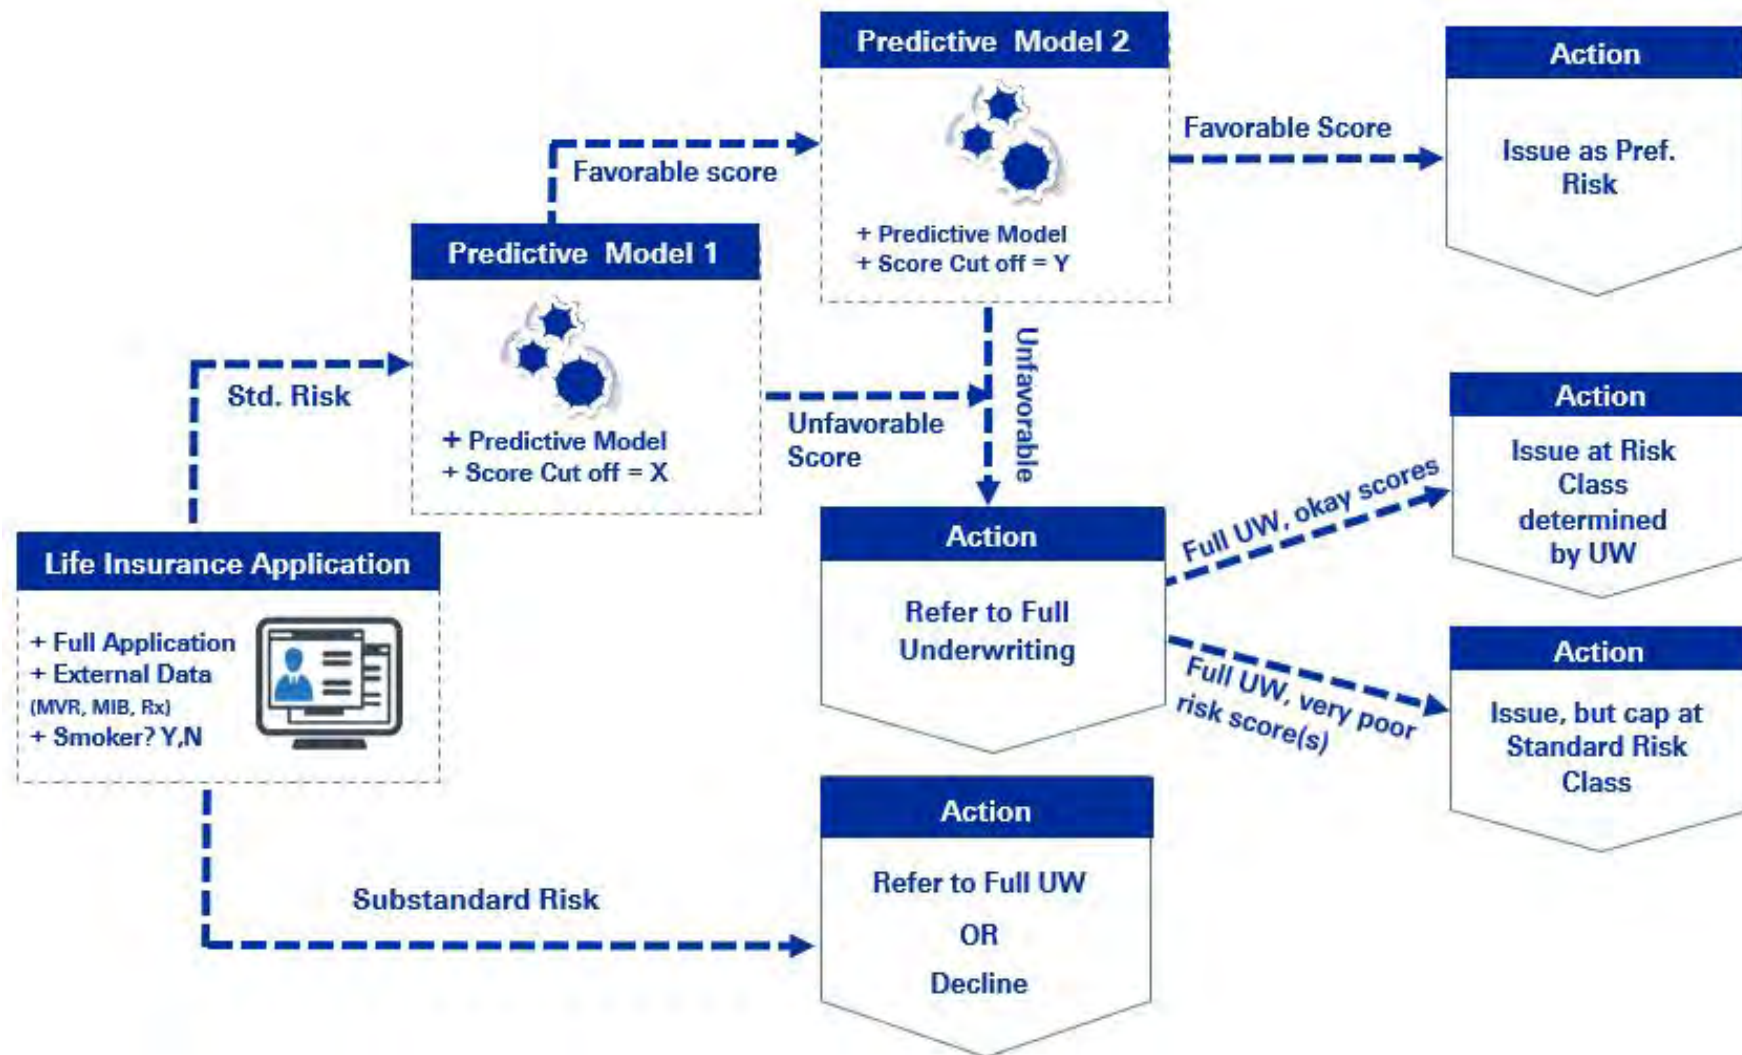 Predictive Model 2
+ Predictive Model
+ Score Cut off = Y
Favorable Score
Action
Issue as Pref.
Risk
Favorable score
Predictive Model 1
+ Predictive Model
+ Score Cut off = X
Std. Risk
Unfavorable
Score
Unfavorable
Life Insurance Application
+ Full Application
+ External Data
(MVR, MIB, Rx)
+ Smoker? Y,N
Action
Refer to Full
Underwriting
Full UW, okay scores
Action
Issue at Risk
Class
determined
by UW
Full UW, very poor
risk score(s)
Action
Issue, but cap at
Standard Risk
Class
Substandard Risk
Action
Refer to Full UW
OR
Decline